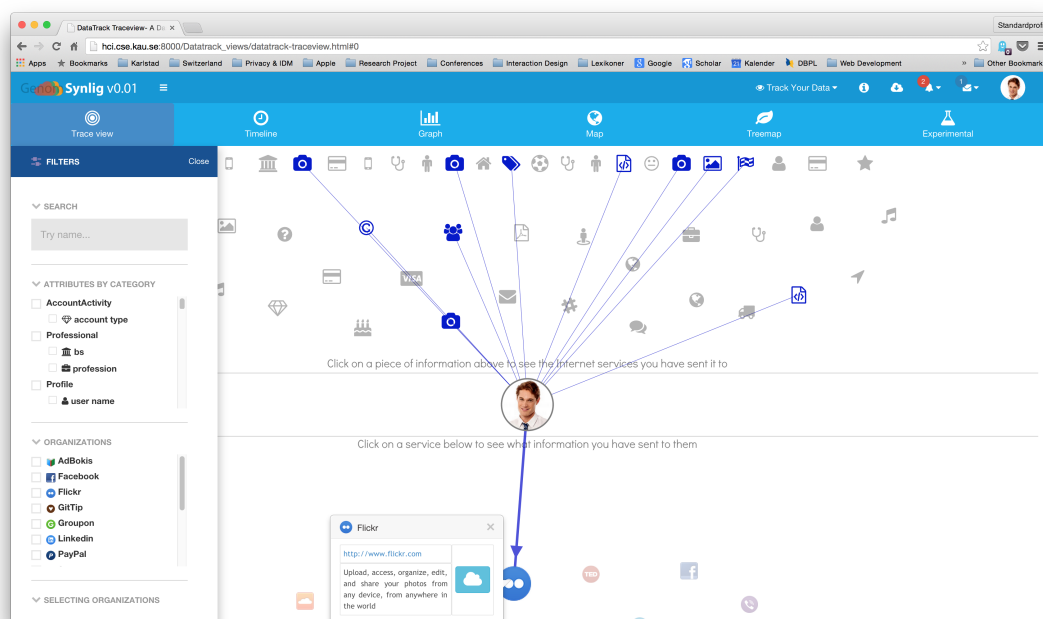 DataTrack Traceview- A Da
Standardprofi
hci.cse.kau.se:8000/Datatrack_views/datatrack-traceview.html#0
Apps Bookmarks Karlstad Switzerland Privacy & IDM Apple Research Project Conferences Interaction Design Lexikoner Google Scholar Kalender DBPL Web Development » Other Bookmark
Synlig v0.01
Track Your Data
2
1
Trace view
Timeline
Graph
Map
Treemap
Experimental
FILTERS
Close
SEARCH
Try name...
ATTRIBUTES BY CATEGORY
AccountActivity
account type
Professional
bs
profession
Profile
user name
VISA
Click on a piece of information above to see the Internet services you have sent it to
Click on a service below to see what information you have sent to them
ORGANIZATIONS
AdBokis
Facebook
Flickr
GitTip
Groupon
Linkedin
PayPal
SELECTING ORGANIZATIONS
Flickr
http://www.flickr.com
Upload, access, organize, edit,
and share your photos from
any device, from anywhere in
the world
TED